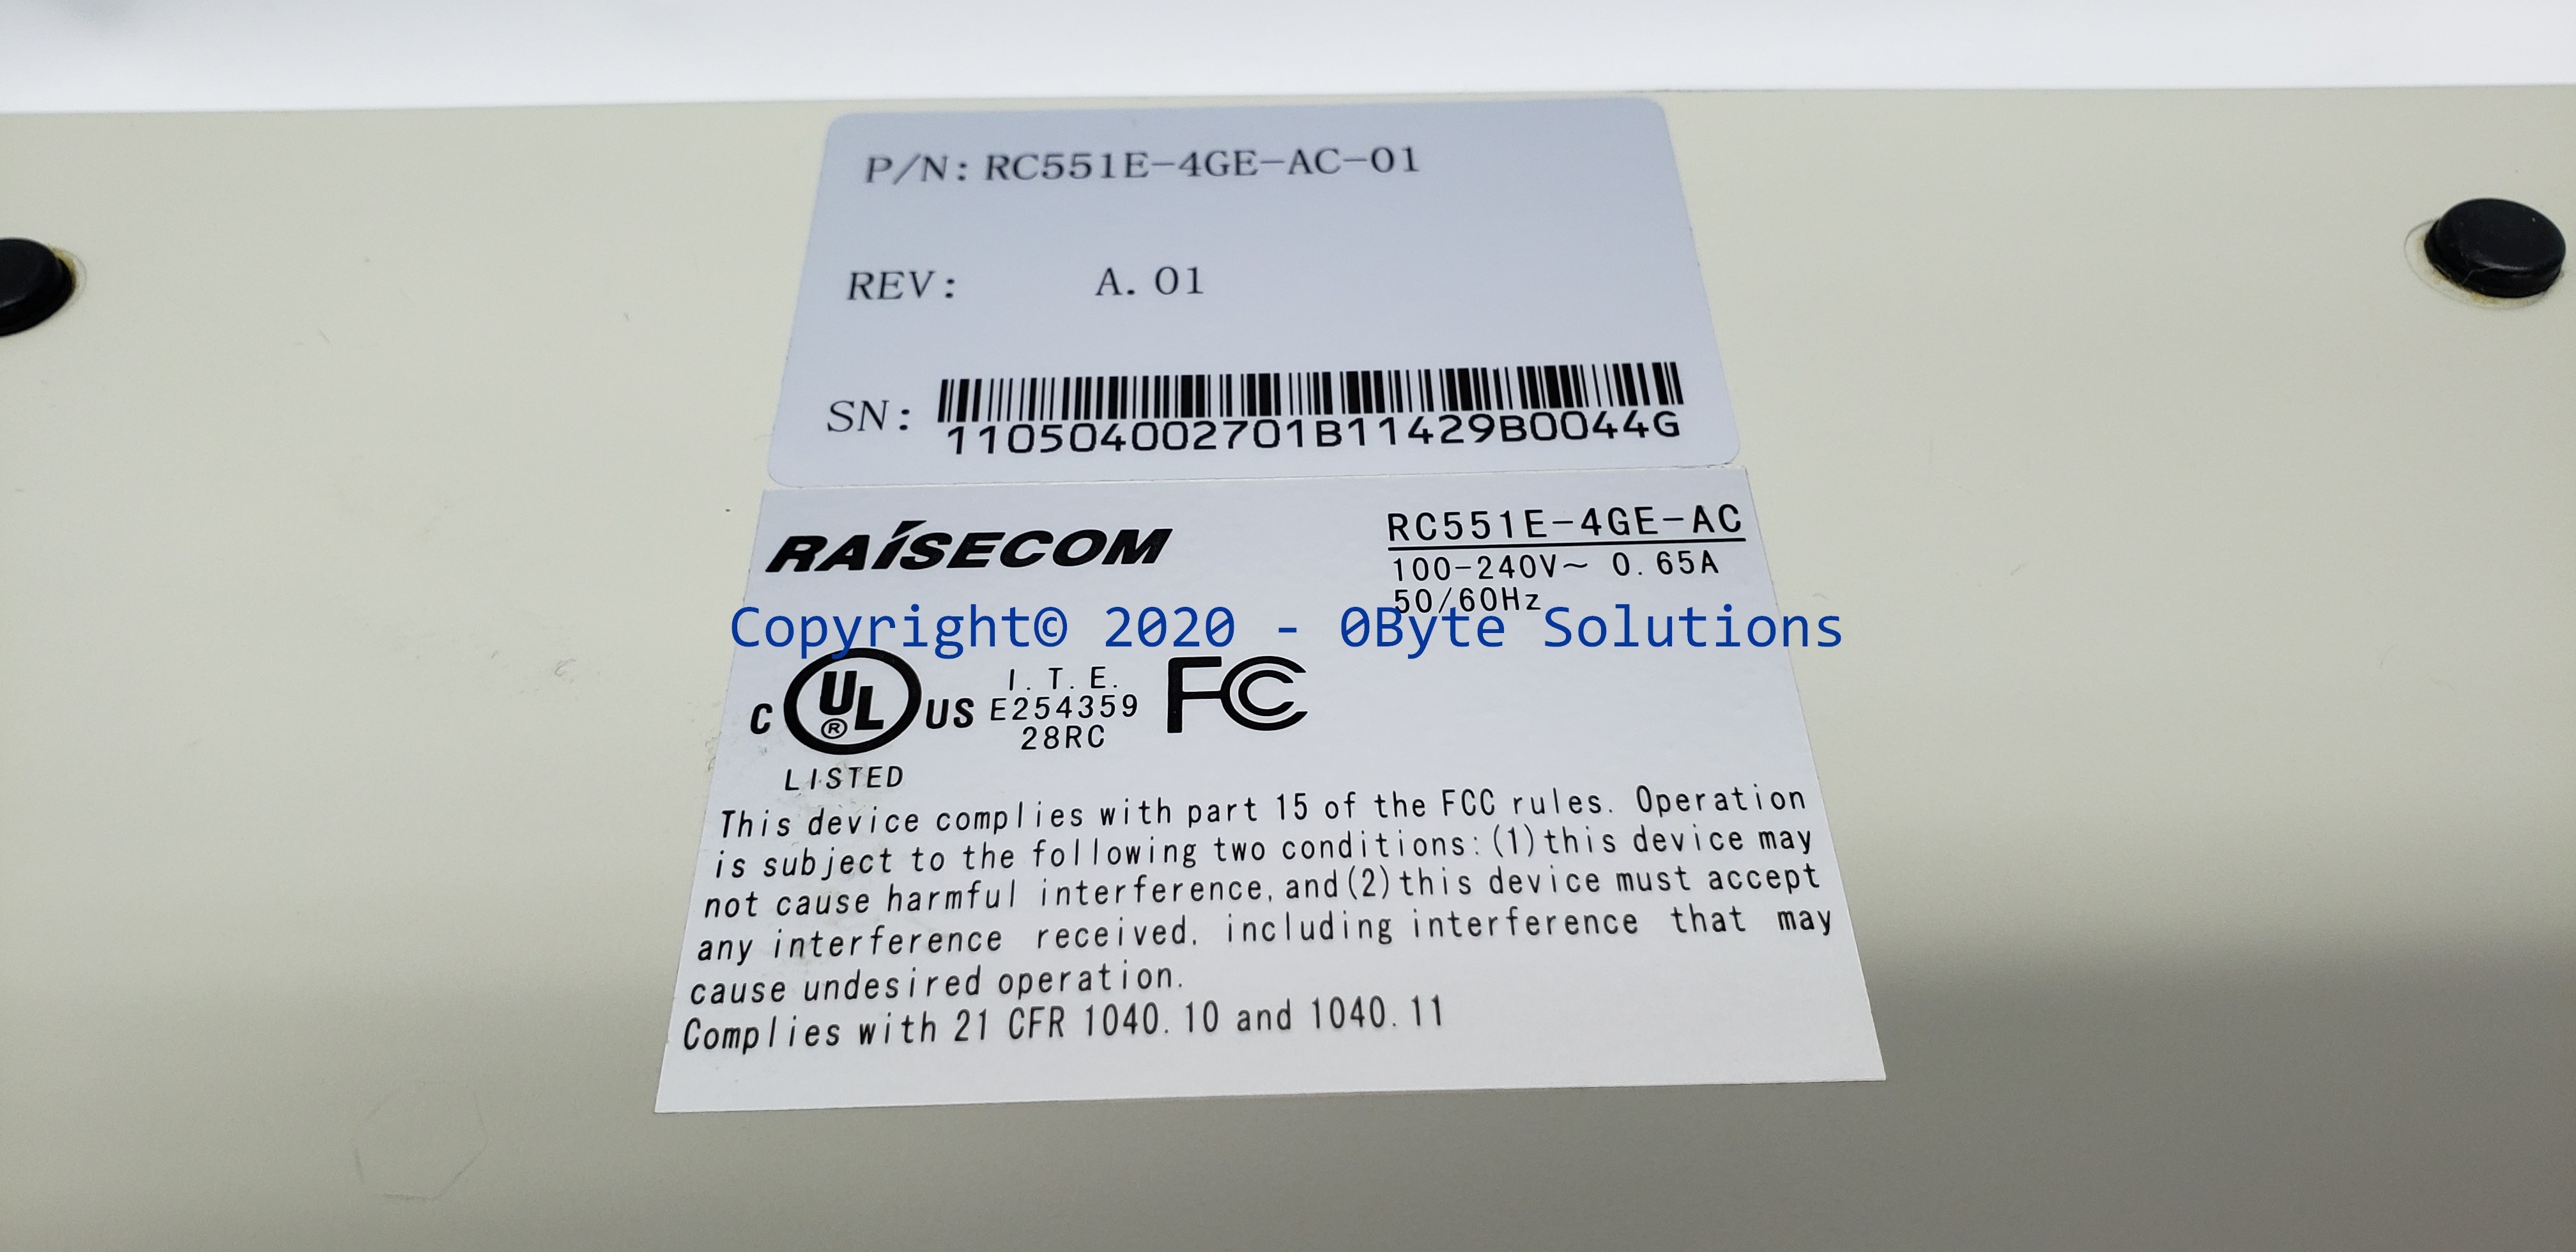 P/N: RC551E-4GE-AC-01
REV: A.01
SN: 110504002701B11429B0044G
RAISECOM
RC551E-4GE-AC
100-240V~ 0.65A
50/60Hz
Copyright© 2020 - 0Byte Solutions
C UL ® US
LISTED
I.T.E.
E254359
28RC
FC
This device complies with part 15 of the FCC rules. Operation
is subject to the following two conditions:(1)this device may
not cause harmful interference, and(2)this device must accept
any interference received, including interference that may
cause undesired operation.
Complies with 21 CFR 1040.10 and 1040.11